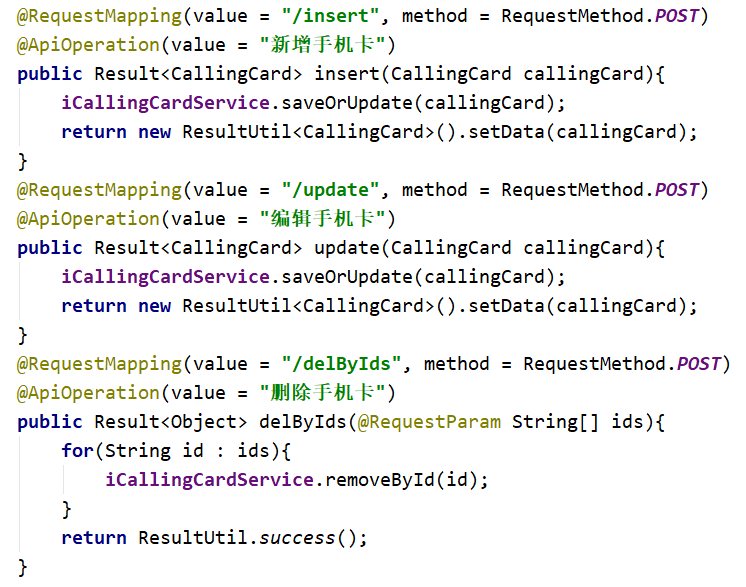 @RequestMapping(value = "/insert", method = RequestMethod.POST)
@ApiOperation(value = "新增手机卡")
public Result<CallingCard> insert(CallingCard callingCard){
    iCallingCardService.saveOrUpdate(callingCard);
    return new ResultUtil<CallingCard>().setData(callingCard);
}
@RequestMapping(value = "/update", method = RequestMethod.POST)
@ApiOperation(value = "编辑手机卡")
public Result<CallingCard> update(CallingCard callingCard){
    iCallingCardService.saveOrUpdate(callingCard);
    return new ResultUtil<CallingCard>().setData(callingCard);
}
@RequestMapping(value = "/delByIds", method = RequestMethod.POST)
@ApiOperation(value = "删除手机卡")
public Result<Object> delByIds(@RequestParam String[] ids){
    for(String id : ids){
        iCallingCardService.removeById(id);
    }
    return ResultUtil.success();
}